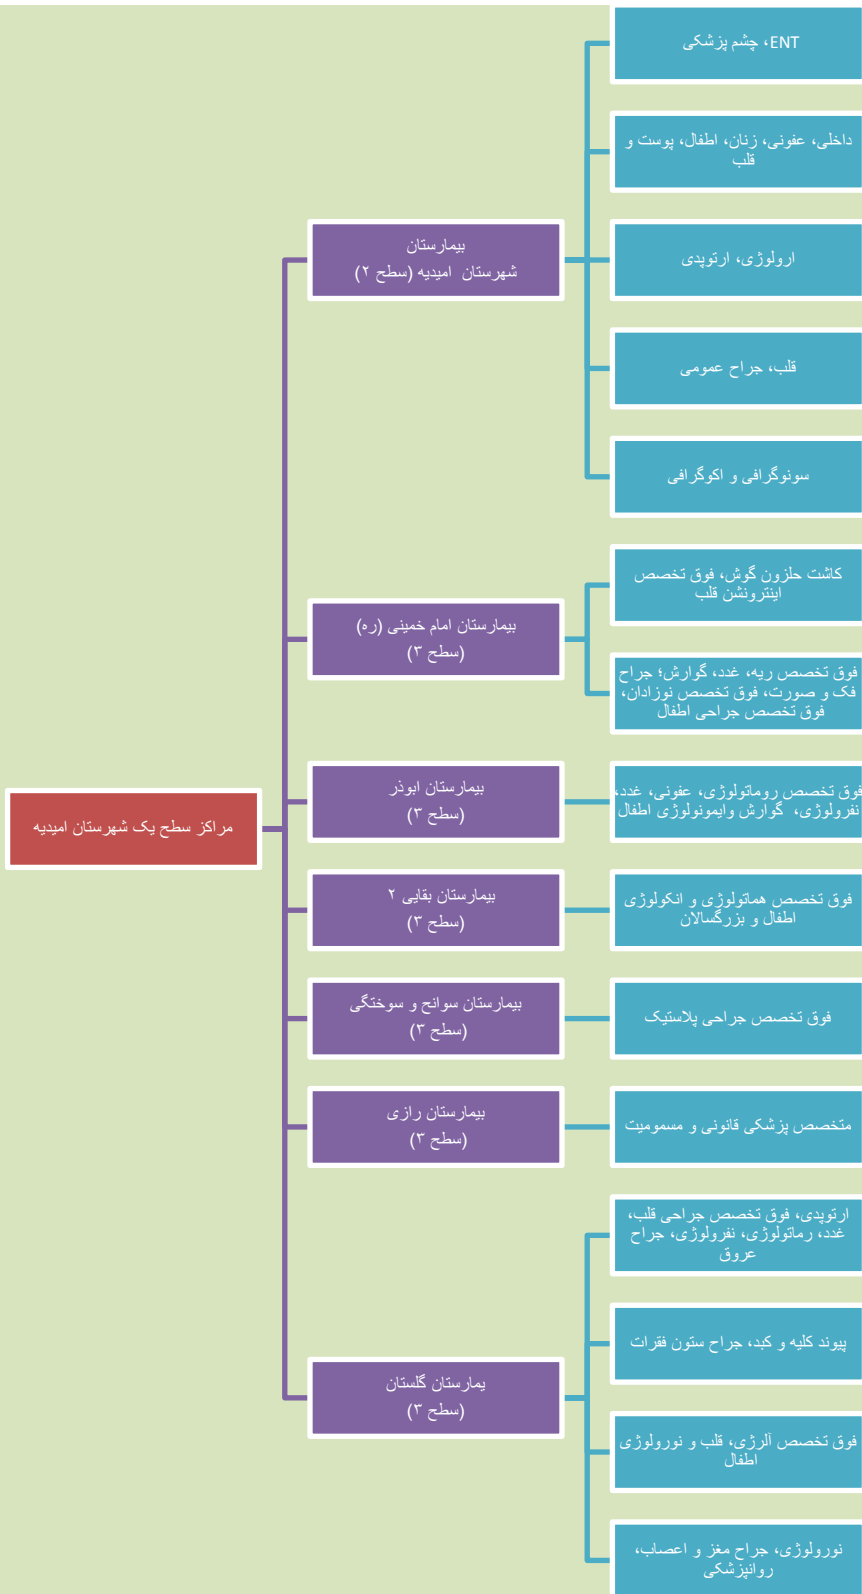 مراکز سطح یک شهرستان امیدیه
بیمارستان
شهرستان امیدیه (سطح ۲)
ENT، چشم پزشکی
داخلی، عفونی، زنان، اطفال، پوست و
قلب
ارولوژی، ارتوپدی
قلب، جراح عمومی
سونوگرافی و اکوگرافی
بیمارستان امام خمینی (ره)
(سطح ۳)
کاشت حلزون گوش، فوق تخصص
اینترونشن قلب
فوق تخصص ریه، غدد، گوارش؛ جراح
فک و صورت، فوق تخصص نوزادان،
فوق تخصص جراحی اطفال
بیمارستان ابوذر
(سطح ۳)
فوق تخصص روماتولوژی، عفونی، غدد،
نفرولوژی، گوارش وایمونولوژی اطفال
بیمارستان بقایی ۲
(سطح ۳)
فوق تخصص هماتولوژی و انکولوژی
اطفال و بزرگسالان
بیمارستان سوانح و سوختگی
(سطح ۳)
فوق تخصص جراحی پلاستیک
بیمارستان رازی
(سطح ۳)
متخصص پزشکی قانونی و مسمومیت
یمارستان گلستان
(سطح ۳)
ارتوپدی، فوق تخصص جراحی قلب،
غدد، رماتولوژی، نفرولوژی، جراح
عروق
پیوند کلیه و کبد، جراح ستون فقرات
فوق تخصص آلرژی، قلب و نورولوژی
اطفال
نورولوژی، جراح مغز و اعصاب،
روانپزشکی